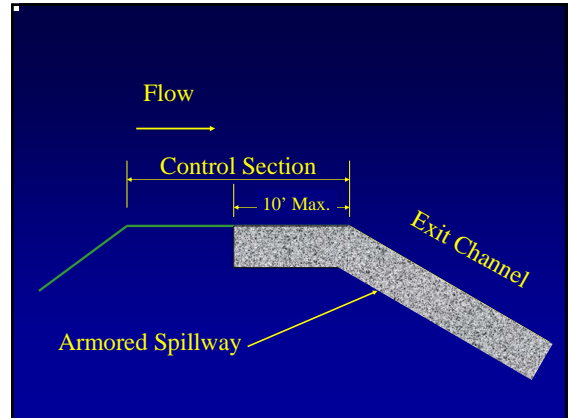 Flow
Control Section
10' Max.
Exit Channel
Armored Spillway